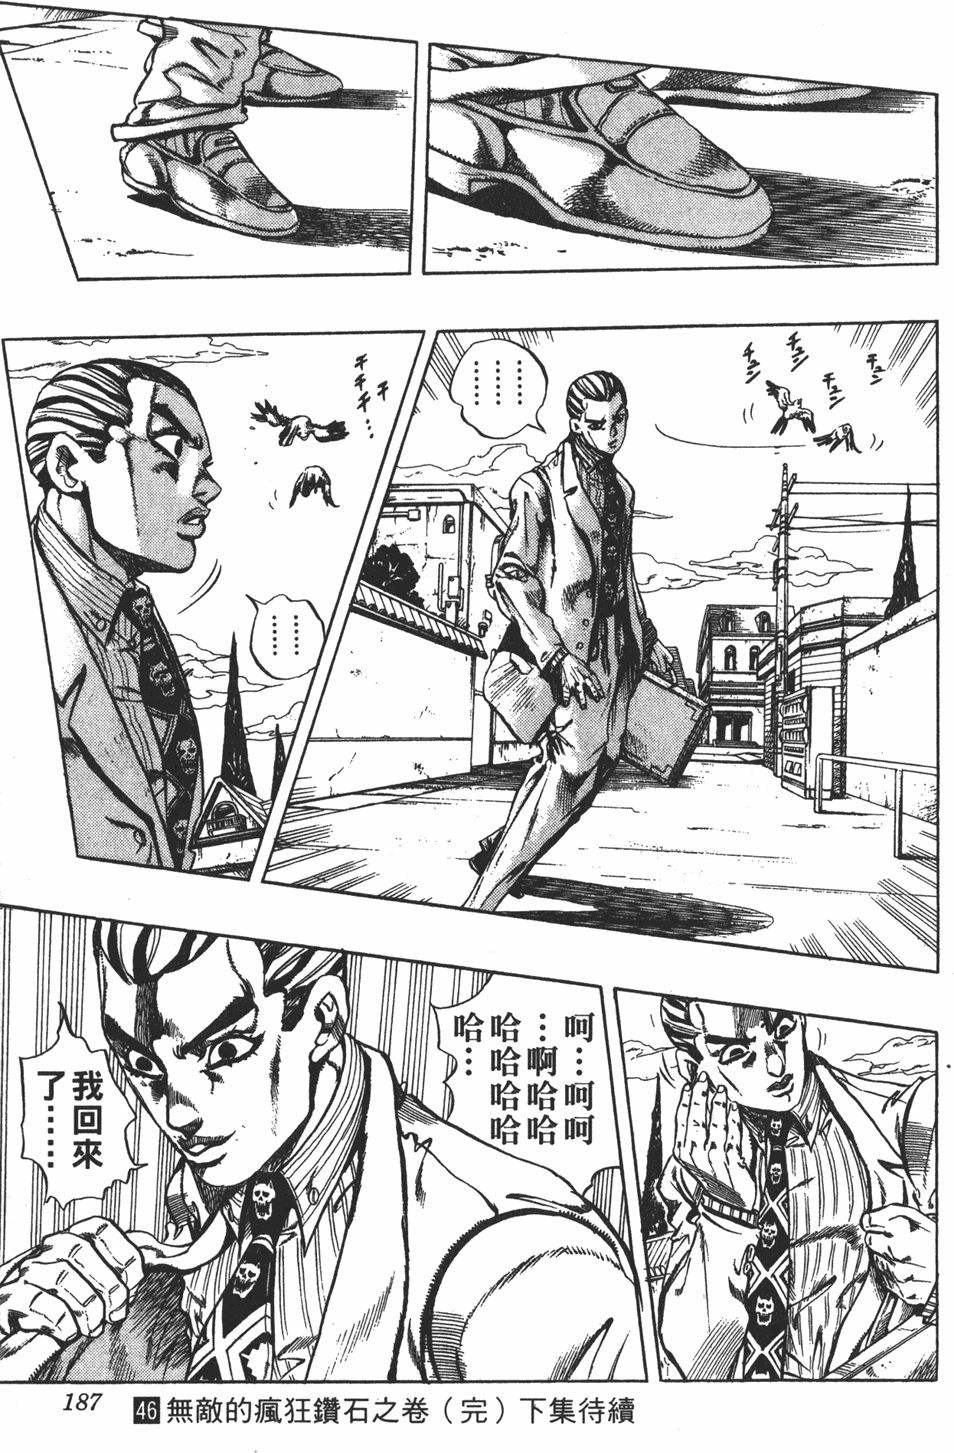 チュン
チュン
チュン
チュン
⋯⋯⋯
⋯⋯⋯
⋯⋯⋯
チチチチ…
⋯⋯
⋯⋯
呵…呵呵
…啊哈哈
哈哈哈哈
哈…
我回來
了……
187
46無敵的瘋狂鑽石之卷（完）下集待續